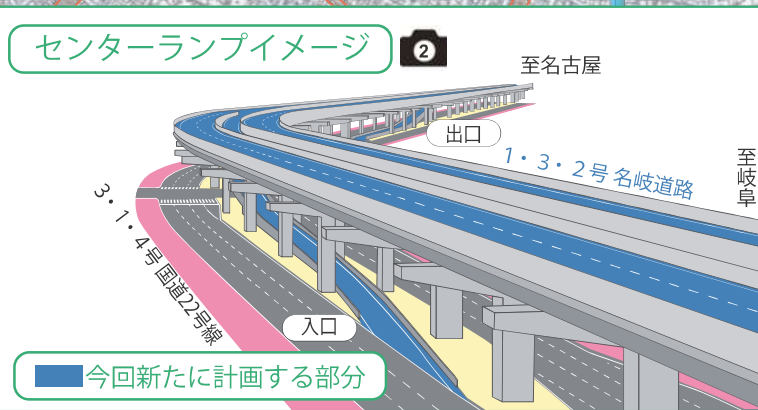 センターランプイメージ
2
至名古屋
出口
1・3・2号 名岐道路
至岐阜
3・1・4号 国道22号線
入口
今回新たに計画する部分